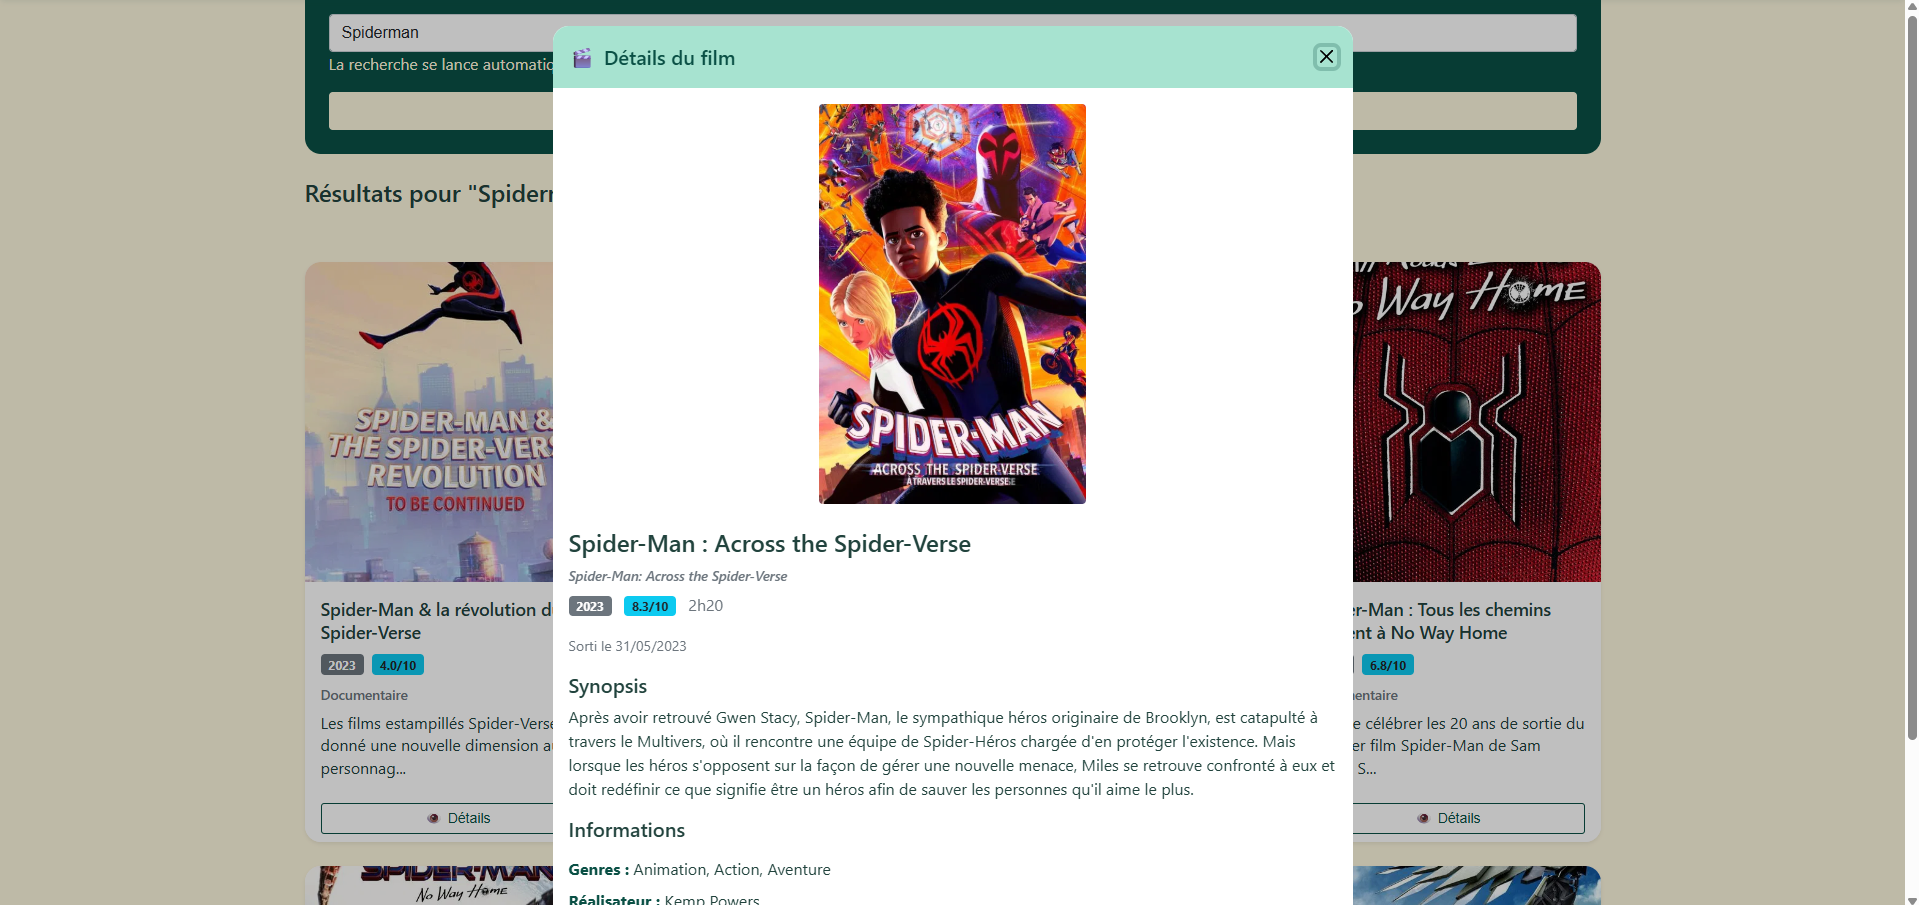 Spiderman
La recherche se lance automatiq
Résultats pour "Spider
Détails du film
SPIDER-MAN
ACROSS THE SPIDER-VERSE
À TRAVERS LE SPIDER-VERSE
Spider-Man : Across the Spider-Verse
Spider-Man: Across the Spider-Verse
2023 8.3/10 2h20
Sorti le 31/05/2023
Synopsis
Après avoir retrouvé Gwen Stacy, Spider-Man, le sympathique héros originaire de Brooklyn, est catapulté à
travers le Multivers, où il rencontre une équipe de Spider-Héros chargée d'en protéger l'existence. Mais
lorsque les héros s'opposent sur la façon de gérer une nouvelle menace, Miles se retrouve confronté à eux et
doit redéfinir ce que signifie être un héros afin de sauver les personnes qu'il aime le plus.
Informations
Genres : Animation, Action, Aventure
Réalisateur : Kemp Powers
SPIDER-MAN &
THE SPIDER-VERS
REVOLUTION
TO BE CONTINUED
Spider-Man & la révolution d
Spider-Verse
2023 4.0/10
Documentaire
Les films estampillés Spider-Verse
donné une nouvelle dimension a
personnag...
Détails
Way Home
r-Man : Tous les chemins
ent à No Way Home
6.8/10
entaire
e célébrer les 20 ans de sortie du
er film Spider-Man de Sam
S...
Détails
SPIDER-MAN
No Way Home